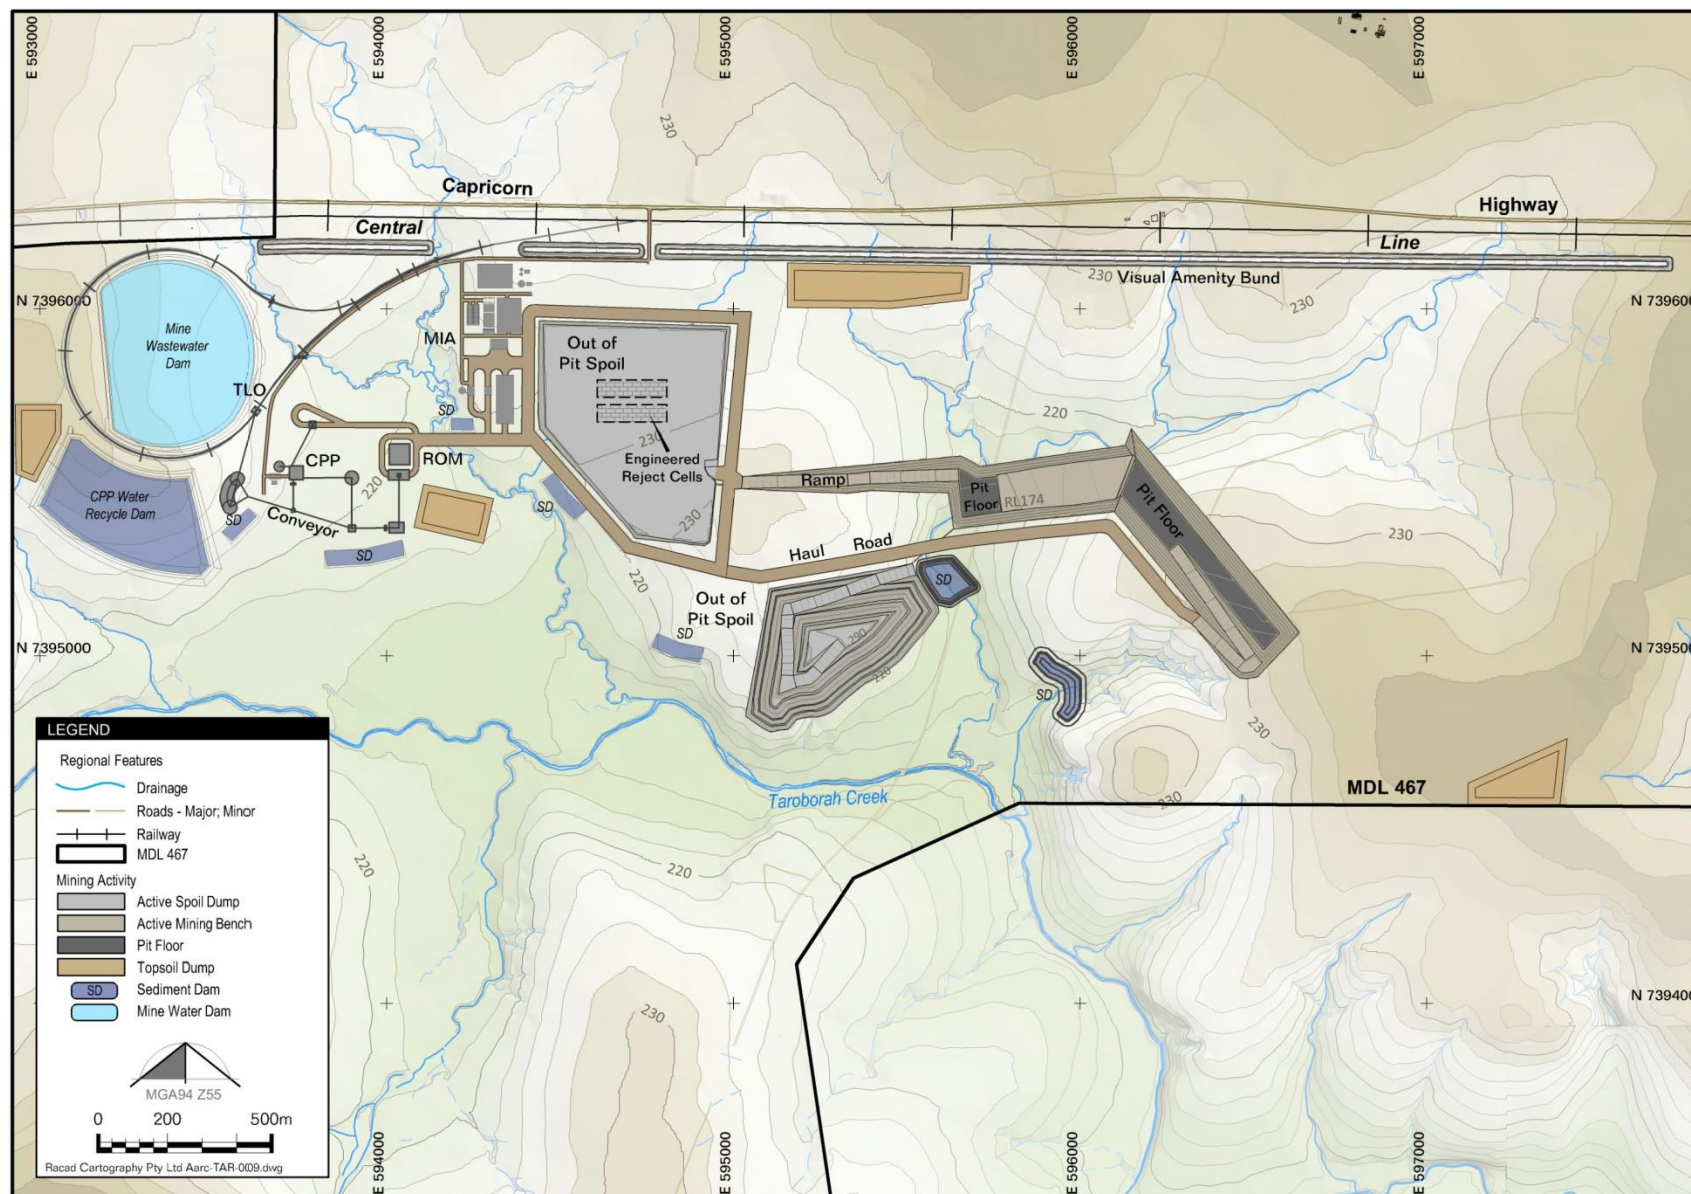 E 593000
E 594000
E 595000
E 596000
E 597000
230
Capricorn
Highway
Central
Line
230
Visual Amenity Bund
230
N 7396000
N 73960
Mine
Wastewater
Dam
MIA
Out of
Pit Spoil
TLO
SD
220
230
Engineered
Reject Cells
CPP
ROM
220
Ramp
Pit
Floor
RL174
Pit Floor
CPP Water
Recycle Dam
SD
Conveyor
SD
SD
230
230
Haul Road
220
SD
Out of
Pit Spoil
SD
290
220
N 7395000
N 73950
SD
230
LEGEND
Regional Features
Drainage
Roads - Major; Minor
Railway
MDL 467
Mining Activity
Active Spoil Dump
Active Mining Bench
Pit Floor
Topsoil Dump
SD Sediment Dam
Mine Water Dam
MGA94 Z55
0 200 500m
Racad Cartography Pty Ltd Aarc-TAR-0009.dwg
Taroborah Creek
MDL 467
230
220
230
N 739400
E 594000
E 595000
E 596000
E 597000